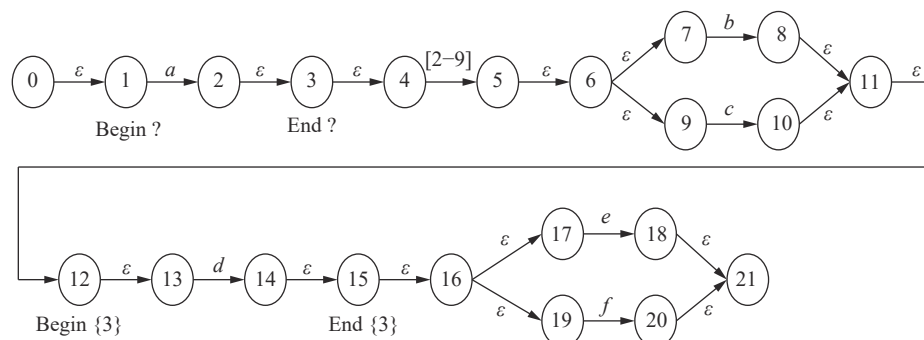 b
ε ε
7 8
ε a ε ε [2−9] ε ε
0 1 2 3 4 5 6 11
ε c ε
9 10
Begin ? End ?
e
ε ε
17 18
ε d ε ε
12 13 14 15 16 21
ε f ε
19 20
Begin {3} End {3}